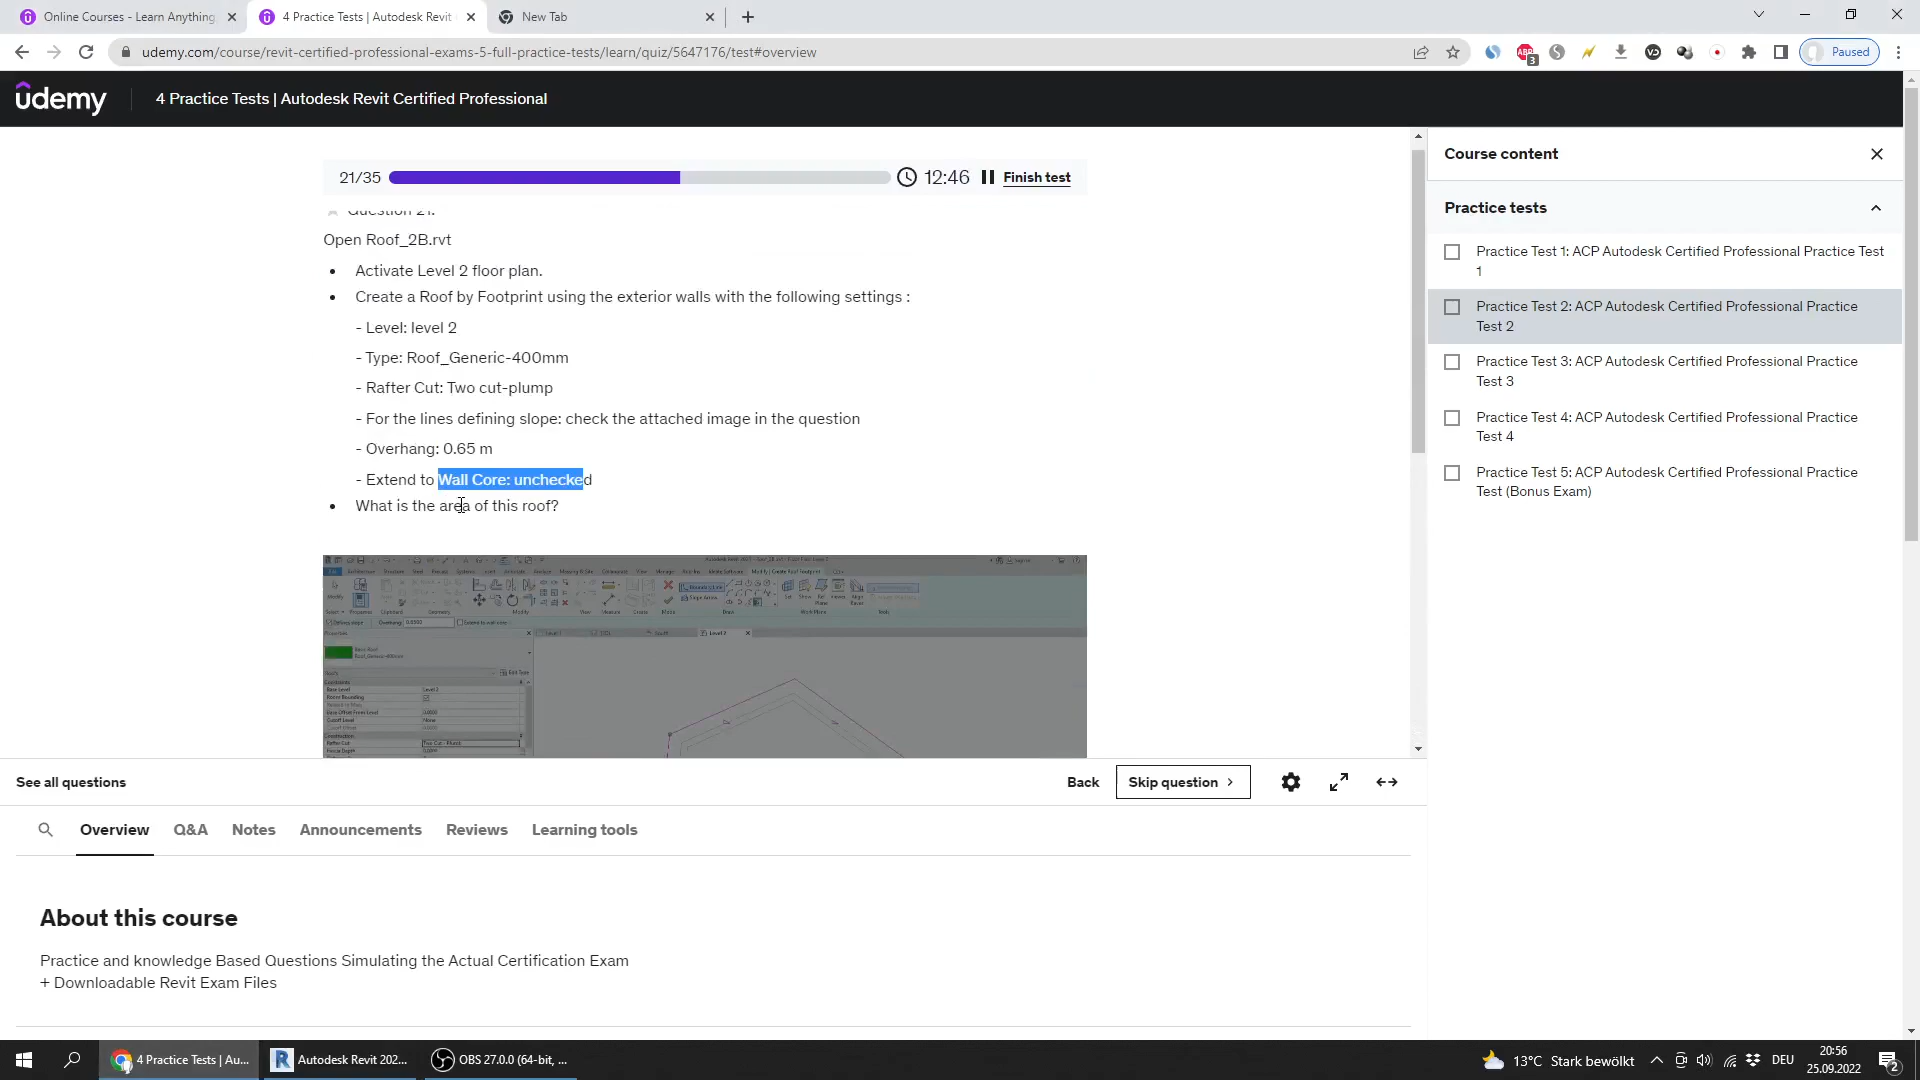 Online Courses - Learn Anything
4 Practice Tests | Autodesk Revit
New Tab
udemy.com/course/revit-certified-professional-exams-5-full-practice-tests/learn/quiz/5647176/test#overview
ABP
3
Paused
udemy
4 Practice Tests | Autodesk Revit Certified Professional
Course content
21/35
12:46
Finish test
Question 21:
Practice tests
Open Roof_2B.rvt
Practice Test 1: ACP Autodesk Certified Professional Practice Test
1
Activate Level 2 floor plan.
Create a Roof by Footprint using the exterior walls with the following settings :
Practice Test 2: ACP Autodesk Certified Professional Practice
Test 2
- Level: level 2
- Type: Roof_Generic-400mm
Practice Test 3: ACP Autodesk Certified Professional Practice
Test 3
- Rafter Cut: Two cut-plump
- For the lines defining slope: check the attached image in the question
Practice Test 4: ACP Autodesk Certified Professional Practice
Test 4
- Overhang: 0.65 m
- Extend to Wall Core: unchecked
Practice Test 5: ACP Autodesk Certified Professional Practice
Test (Bonus Exam)
What is the area of this roof?
Level 2
See all questions
Back
Skip question
Overview
Q&A
Notes
Announcements
Reviews
Learning tools
About this course
Practice and knowledge Based Questions Simulating the Actual Certification Exam
+ Downloadable Revit Exam Files
4 Practice Tests | Au...
Autodesk Revit 202...
OBS 27.0.0 (64-bit, ...
13°C Stark bewölkt
DEU
20:56
25.09.2022
2